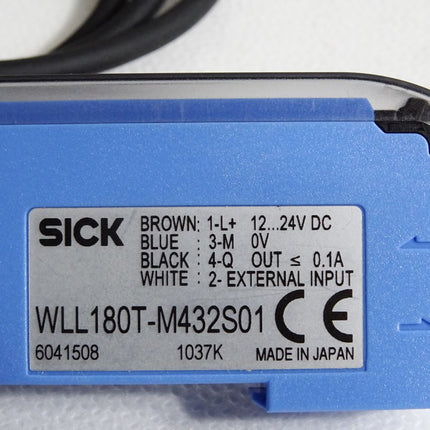 SICK
BROWN: 1-L+ 12...24V DC
BLUE : 3-M 0V
BLACK : 4-Q OUT ≤ 0.1A
WHITE : 2- EXTERNAL INPUT
WLL180T-M432S01 CE
6041508 1037K MADE IN JAPAN